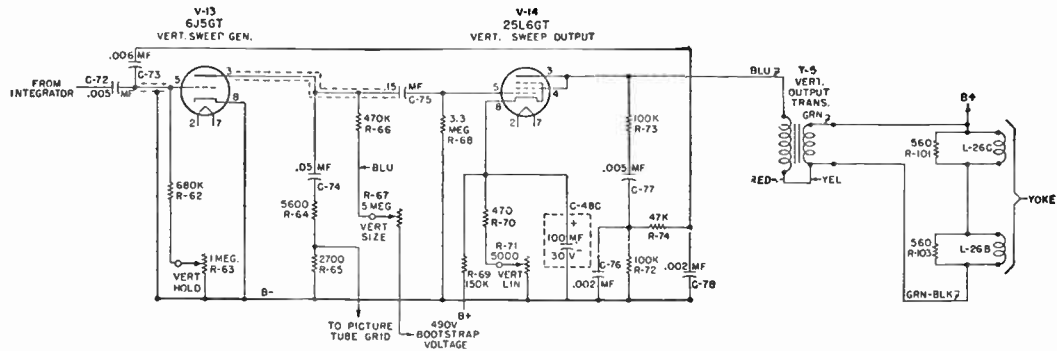 V-13
6J5GT
VERT. SWEEP GEN.
V-14
25L6GT
VERT. SWEEP OUTPUT
.006 MF
C-73
FROM
INTEGRATOR
C-72
.005 MF
5
3
8
2
7
680K
R-62
1 MEG.
R-63
VERT
HOLD
B-
.05 MF
C-74
5600
R-64
2700
R-65
TO PICTURE
TUBE GRID
470K
R-66
BLU
R-67
5 MEG
VERT
SIZE
490V
BOOTSTRAP
VOLTAGE
.15 MF
C-75
3.3
MEG
R-68
5
8
3
4
2
7
470
R-70
R-69
150K
B+
R-71
5000
VERT
LIN
C-48C
+
100 MF
30 V
-
100K
R-73
.005 MF
C-77
47K
R-74
C-76
.002 MF
100K
R-72
.002 MF
C-78
BLU
T-5
VERT.
OUTPUT
TRANS.
GRN
RED
YEL
B+
560
R-101
L-26C
560
R-103
L-26B
GRN-BLK
YOKE